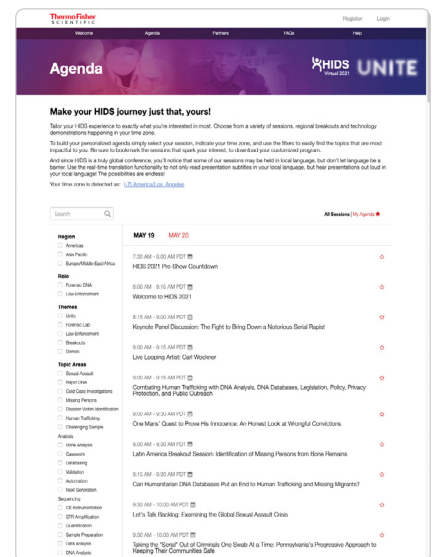 ThermoFisher
SCIENTIFIC
Register Login
Welcome Agenda Partners FAQs Help
Agenda
HIDS
Virtual 2021
UNITE
Make your HIDS journey just that, yours!
Tailor your HIDS experience to exactly what you're interested in most. Choose from a variety of sessions, regional breakouts and technology
demonstrations happening in your time zone.
To build your personalized agenda simply select your session, indicate your time zone, and use the filters to easily find the topics that are most
impactful to you. Be sure to bookmark the sessions that spark your interest, to download your customized program.
And since HIDS is a truly global conference, you'll notice that some of our sessions may be held in local language, but don't let language be a
barrier. Use the real-time translation functionality to not only read presentation subtitles in your local language, but hear presentations out loud in
your local language! The possibilities are endless!
Your time zone is detected as: (-7) America/Los_Angeles
Search
All Sessions | My Agenda
Region
Americas
Asia Pacific
Europe/Middle East/Africa
Role
Forensic DNA
Law Enforcement
Themes
Unite
Forensic Lab
Law Enforcement
Breakouts
Demos
Topic Areas
Sexual Assault
Rapid DNA
Cold Case Investigations
Missing Persons
Disaster Victim Identification
Human Trafficking
Challenging Sample
Analysis
Bone Analysis
Casework
Databasing
Validation
Automation
Next Generation
Sequencing
CE Instrumentation
STR Amplification
Quantification
Sample Preparation
Data Analysis
DNA Analysis
MAY 19 MAY 20
7:30 AM - 8:00 AM PDT
HIDS 2021 Pre-Show Countdown
8:00 AM - 8:15 AM PDT
Welcome to HIDS 2021
8:15 AM - 9:00 AM PDT
Keynote Panel Discussion: The Fight to Bring Down a Notorious Serial Rapist
9:00 AM - 9:15 AM PDT
Live Looping Artist: Carl Wockner
9:00 AM - 9:15 AM PDT
Combating Human Trafficking with DNA Analysis, DNA Databases, Legislation, Policy, Privacy
Protection, and Public Outreach
9:00 AM - 9:30 AM PDT
One Mans' Quest to Prove His Innocence: An Honest Look at Wrongful Convictions
9:00 AM - 9:30 AM PDT
Latin America Breakout Session: Identification of Missing Persons from Bone Remains
9:15 AM - 9:30 AM PDT
Can Humanitarian DNA Databases Put an End to Human Trafficking and Missing Migrants?
9:30 AM - 10:00 AM PDT
Let's Talk Backlog: Examining the Global Sexual Assault Crisis
9:30 AM - 10:00 AM PDT
Taking the "Serial" Out of Criminals One Swab At a Time: Pennsylvania's Progressive Approach to
Keeping Their Communities Safe